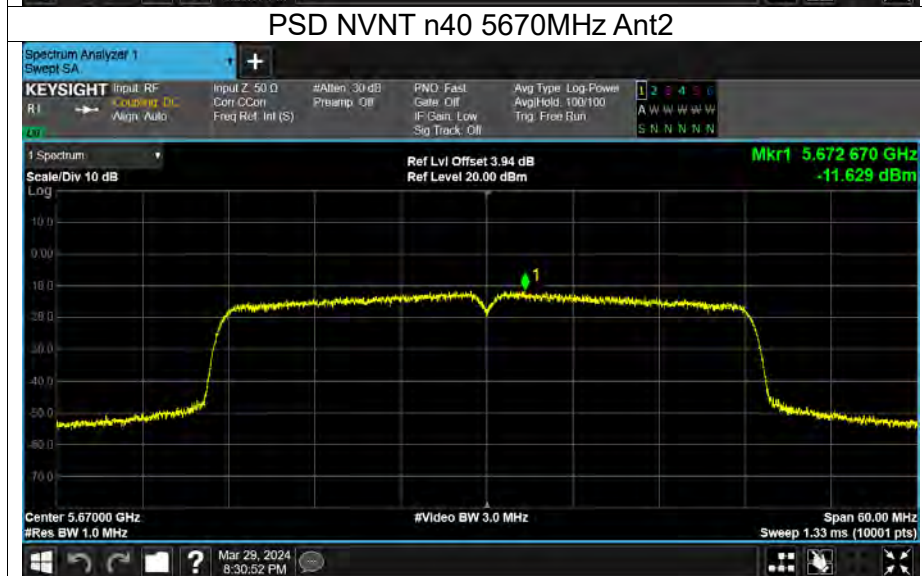 PSD NVNT n40 5670MHz Ant2
Spectrum Analyzer 1
Swept SA
+
KEYSIGHT Input: RF
Coupling: DC
Align: Auto
Input Z: 50 Ω
Corr CCorr
Freq Ref: Int (S)
#Atten: 30 dB
Preamp: Off
PNO: Fast
Gate: Off
IF Gain: Low
Sig Track: Off
Avg Type: Log-Power
Avg|Hold: 100/100
Trig: Free Run
1 2 3 4 5 6
A W W W W W
S N N N N N
1 Spectrum
Scale/Div 10 dB
Log
Ref Lvl Offset 3.94 dB
Ref Level 20.00 dBm
Mkr1 5.672 670 GHz
-11.629 dBm
10.0
0.00
-10.0
-20.0
-30.0
-40.0
-50.0
-60.0
-70.0
1
Center 5.67000 GHz
#Res BW 1.0 MHz
#Video BW 3.0 MHz
Span 60.00 MHz
Sweep 1.33 ms (10001 pts)
?
Mar 29, 2024
8:30:52 PM